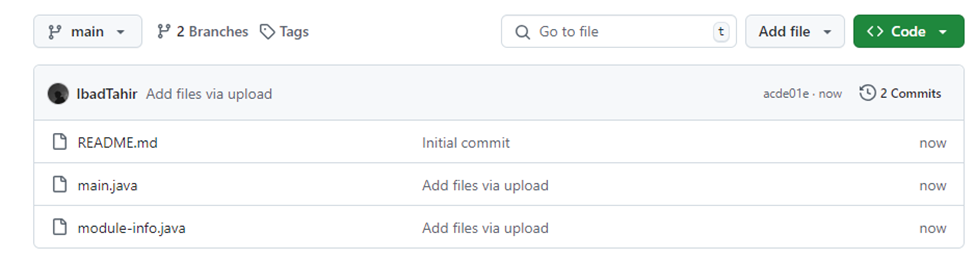 main 2 Branches Tags Go to file t Add file <> Code
IbadTahir Add files via upload acde01e · now 2 Commits
README.md Initial commit now
main.java Add files via upload now
module-info.java Add files via upload now